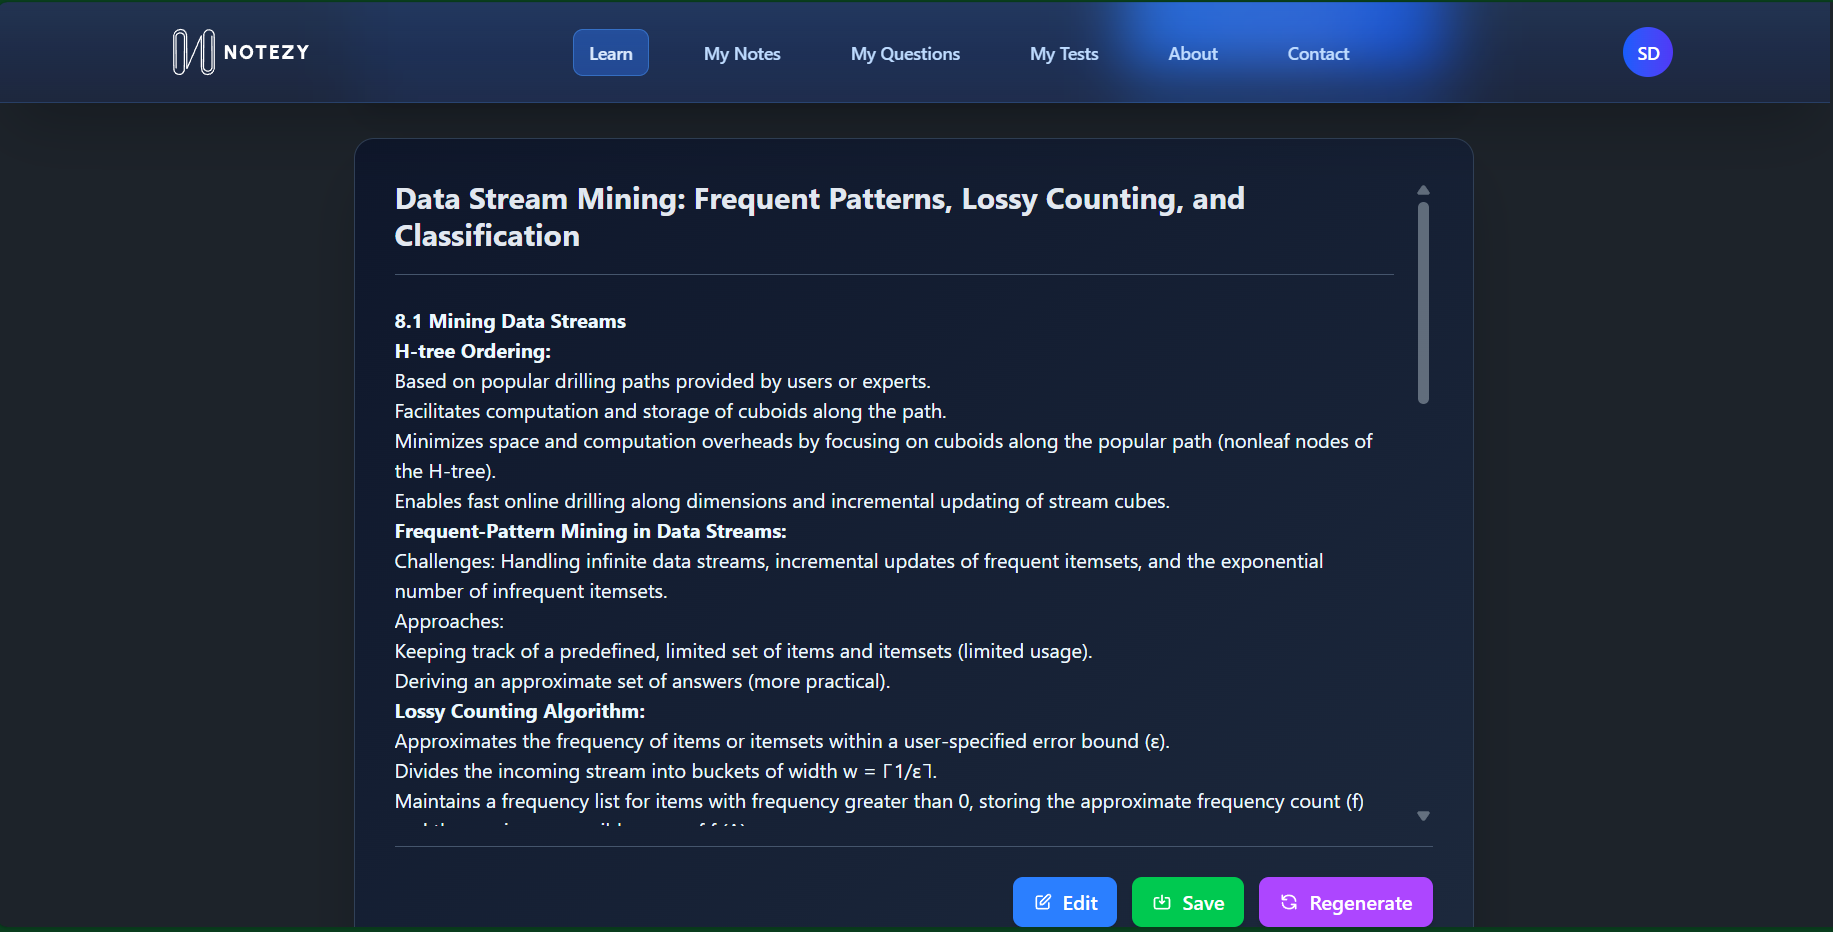 NOTEZY
Learn
My Notes
My Questions
My Tests
About
Contact
SD
Data Stream Mining: Frequent Patterns, Lossy Counting, and
Classification
8.1 Mining Data Streams
H-tree Ordering:
Based on popular drilling paths provided by users or experts.
Facilitates computation and storage of cuboids along the path.
Minimizes space and computation overheads by focusing on cuboids along the popular path (nonleaf nodes of
the H-tree).
Enables fast online drilling along dimensions and incremental updating of stream cubes.
Frequent-Pattern Mining in Data Streams:
Challenges: Handling infinite data streams, incremental updates of frequent itemsets, and the exponential
number of infrequent itemsets.
Approaches:
Keeping track of a predefined, limited set of items and itemsets (limited usage).
Deriving an approximate set of answers (more practical).
Lossy Counting Algorithm:
Approximates the frequency of items or itemsets within a user-specified error bound (ε).
Divides the incoming stream into buckets of width w = ⌈1/ε⌉.
Maintains a frequency list for items with frequency greater than 0, storing the approximate frequency count (f)
Edit
Save
Regenerate